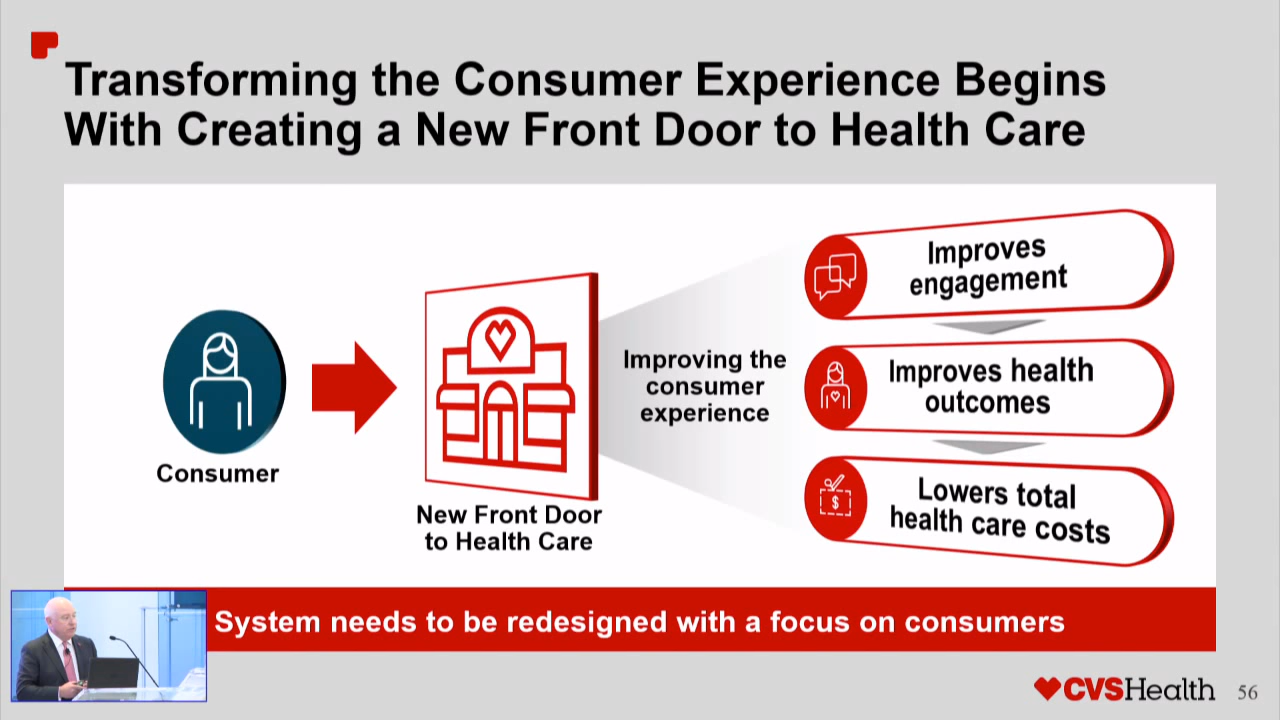 Transforming the Consumer Experience Begins
With Creating a New Front Door to Health Care
Consumer
New Front Door
to Health Care
Improving the
consumer
experience
Improves
engagement
Improves health
outcomes
$
Lowers total
health care costs
System needs to be redesigned with a focus on consumers
CVSHealth
56